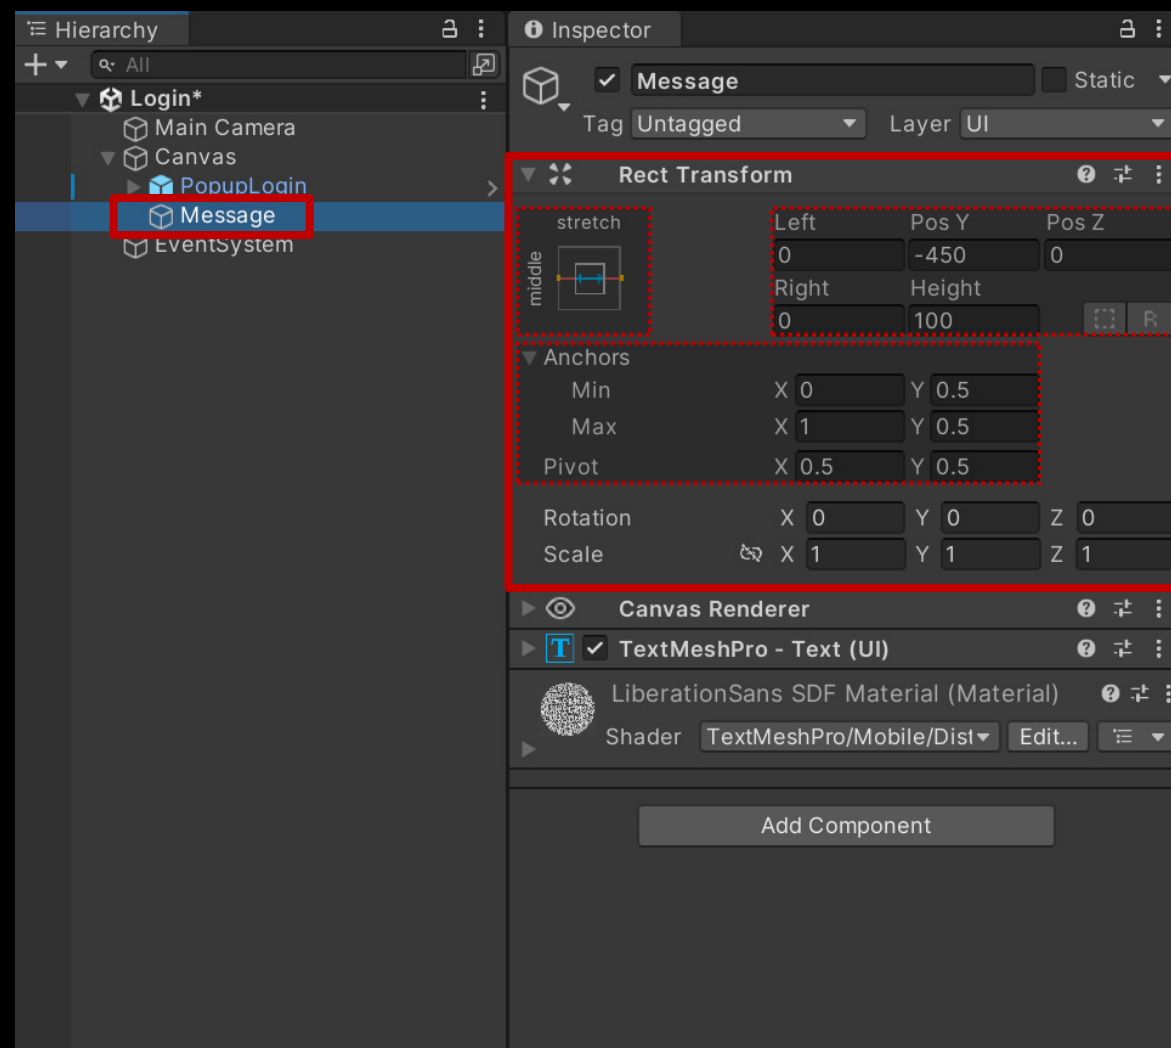 Hierarchy
All
Login*
Main Camera
Canvas
PopupLogin
Message
EventSystem
Inspector
Message
Static
Tag Untagged Layer UI
Rect Transform
stretch
middle
Left Pos Y Pos Z
0 -450 0
Right Height
0 100 R
Anchors
Min X 0 Y 0.5
Max X 1 Y 0.5
Pivot X 0.5 Y 0.5
Rotation X 0 Y 0 Z 0
Scale X 1 Y 1 Z 1
Canvas Renderer
T TextMeshPro - Text (UI)
LiberationSans SDF Material (Material)
Shader TextMeshPro/Mobile/Dist Edit...
Add Component